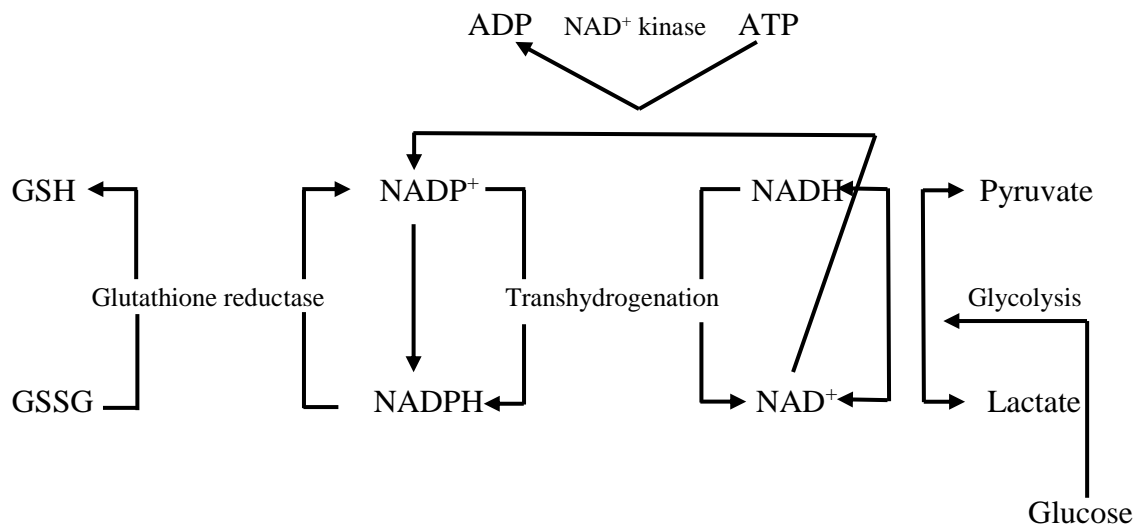 ADP NAD⁺ kinase ATP
GSH NADP⁺ NADH Pyruvate
Glutathione reductase Transhydrogenation Glycolysis
GSSG NADPH NAD⁺ Lactate
Glucose